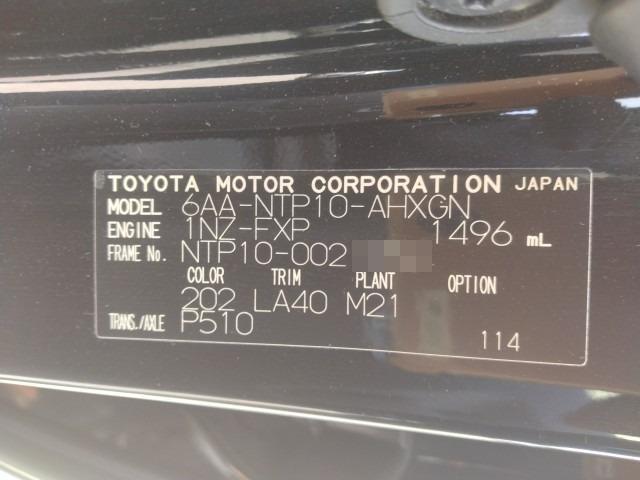 TOYOTA MOTOR CORPORATION JAPAN
MODEL 6AA-NTP10-AHXGN
ENGINE 1NZ-FXP 1496 mL
FRAME No. NTP10-002
COLOR TRIM PLANT OPTION
202 LA40 M21
TRANS./AXLE P510
114